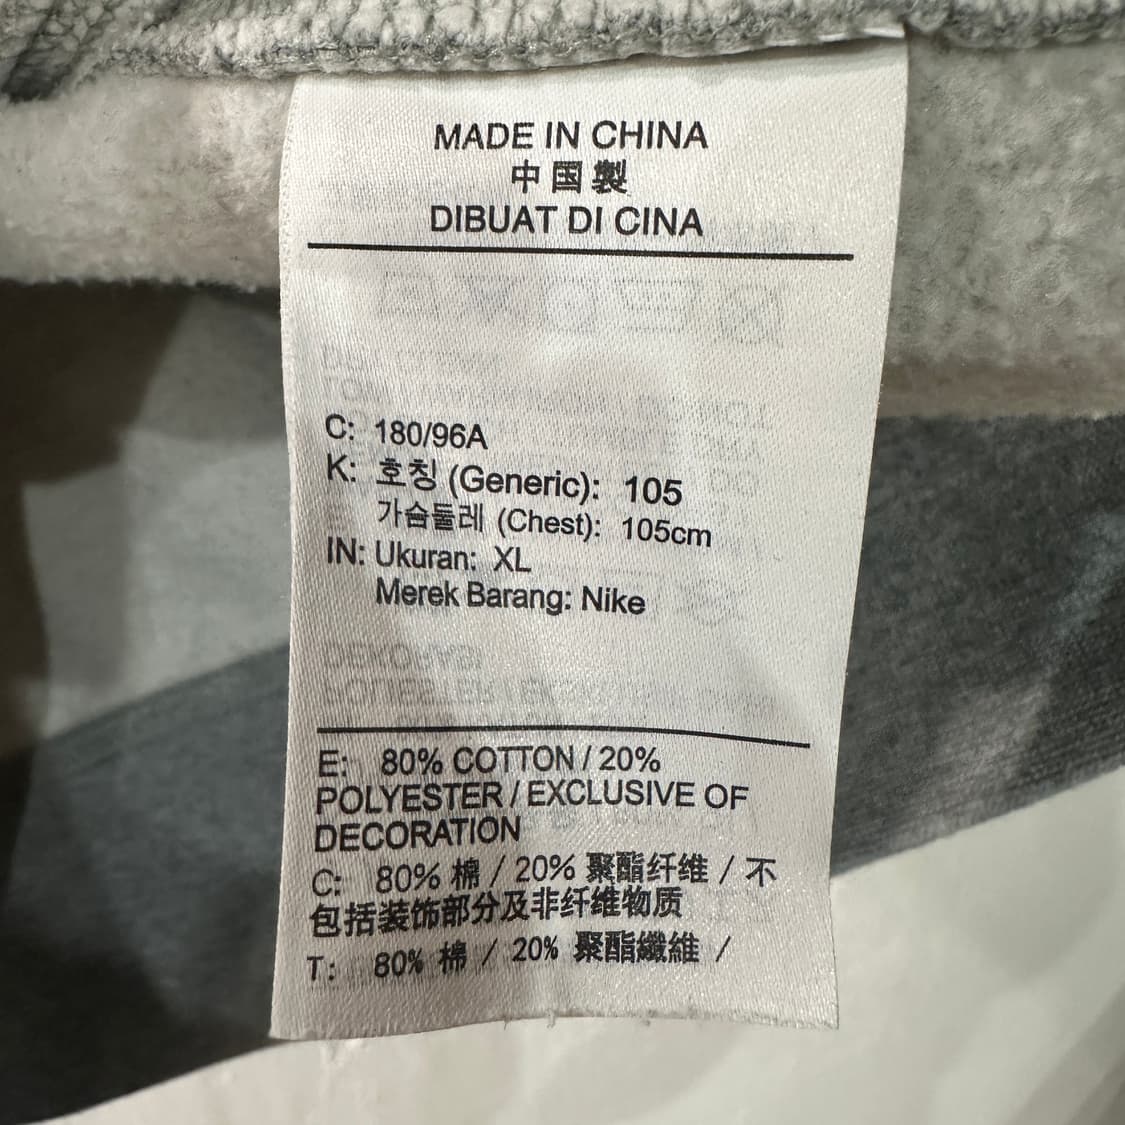 MADE IN CHINA
中国製
DIBUAT DI CINA
C: 180/96A
K: 호칭 (Generic): 105
가슴둘레 (Chest): 105cm
IN: Ukuran: XL
Merek Barang: Nike
E: 80% COTTON / 20%
POLYESTER / EXCLUSIVE OF
DECORATION
C: 80% 棉 / 20% 聚酯纤维 / 不
包括装饰部分及非纤维物质
T: 80% 棉 / 20% 聚酯纖維 /